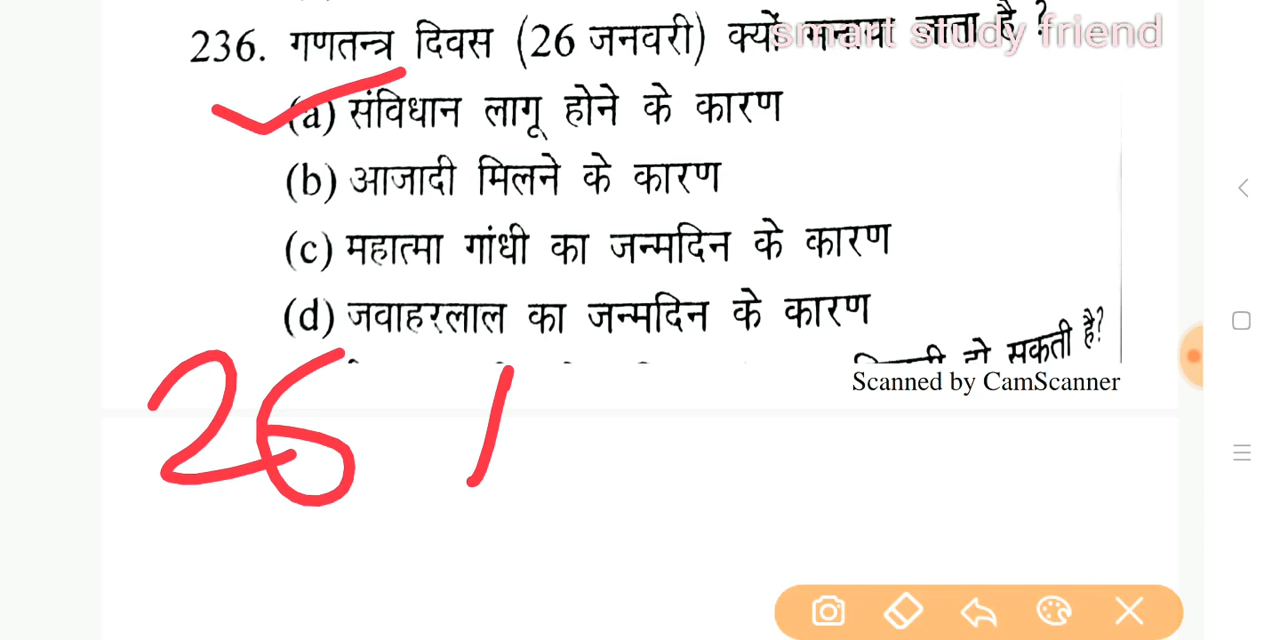 236. गणतन्त्र दिवस (26 जनवरी) क्यों मनाया जाता है ?
smart study friend
(a) संविधान लागू होने के कारण
(b) आजादी मिलने के कारण
(c) महात्मा गांधी का जन्मदिन के कारण
(d) जवाहरलाल का जन्मदिन के कारण
हो सकती है?
Scanned by CamScanner
26 /